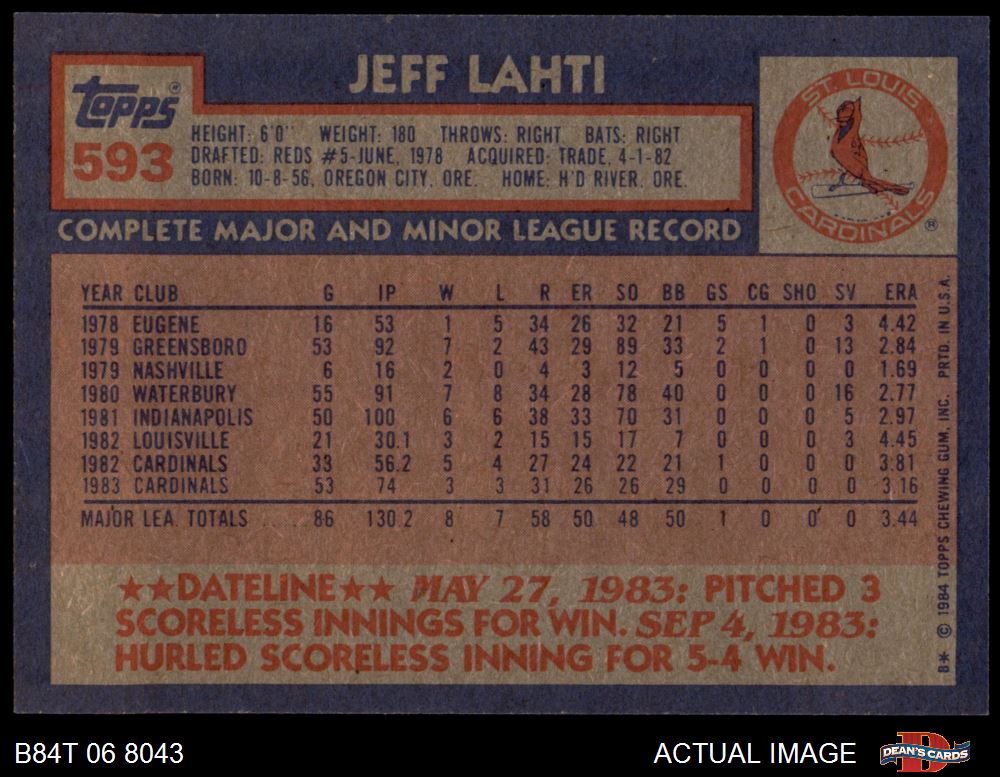 JEFF LAHTI
topps®
593
HEIGHT: 6'0" WEIGHT: 180 THROWS: RIGHT BATS: RIGHT
DRAFTED: REDS #5-JUNE, 1978 ACQUIRED: TRADE, 4-1-82
BORN: 10-8-56, OREGON CITY, ORE. HOME: H'D RIVER, ORE.
ST. LOUIS
CARDINALS ®
COMPLETE MAJOR AND MINOR LEAGUE RECORD
YEAR CLUB G IP W L R ER SO BB GS CG SHO SV ERA
1978 EUGENE 16 53 1 5 34 26 32 21 5 1 0 3 4.42
1979 GREENSBORO 53 92 7 2 43 29 89 33 2 1 0 13 2.84
1979 NASHVILLE 6 16 2 0 4 3 12 5 0 0 0 0 1.69
1980 WATERBURY 55 91 7 8 34 28 78 40 0 0 0 16 2.77
1981 INDIANAPOLIS 50 100 6 6 38 33 70 31 0 0 0 5 2.97
1982 LOUISVILLE 21 30.1 3 2 15 15 17 7 0 0 0 3 4.45
1982 CARDINALS 33 56.2 5 4 27 24 22 21 1 0 0 0 3.81
1983 CARDINALS 53 74 3 3 31 26 26 29 0 0 0 0 3.16
MAJOR LEA. TOTALS 86 130.2 8 7 58 50 48 50 1 0 0 0 3.44
★★DATELINE★★ MAY 27, 1983: PITCHED 3
SCORELESS INNINGS FOR WIN. SEP 4, 1983:
HURLED SCORELESS INNING FOR 5-4 WIN.
B* © 1984 TOPPS CHEWING GUM, INC. PRTD. IN U.S.A.
B84T 06 8043
ACTUAL IMAGE
DEAN'S CARDS